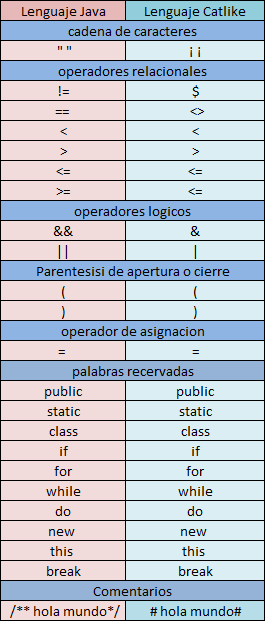 Lenguaje Java Lenguaje Catlike
cadena de caracteres
" " ¡ ¡
operadores relacionales
!= $
== <>
< <
> >
<= <=
>= <=
operadores logicos
&& &
|| |
Parentesisi de apertura o cierre
( (
) )
operador de asignacion
= =
palabras recervadas
public public
static static
class class
if if
for for
while while
do do
new new
this this
break break
Comentarios
/** hola mundo*/ # hola mundo#